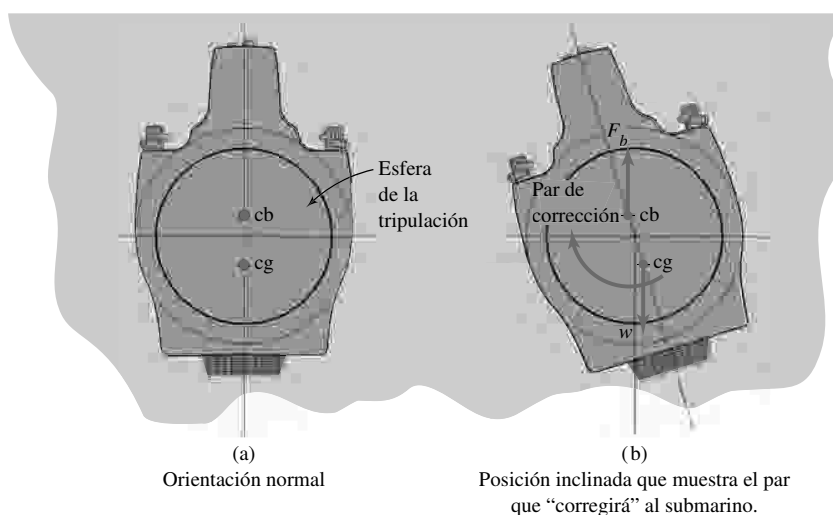 Esfera
de la
tripulación
cb
cg
(a)
Orientación normal
F_b
Par de
corrección
cb
cg
w
(b)
Posición inclinada que muestra el par
que “corregirá” al submarino.